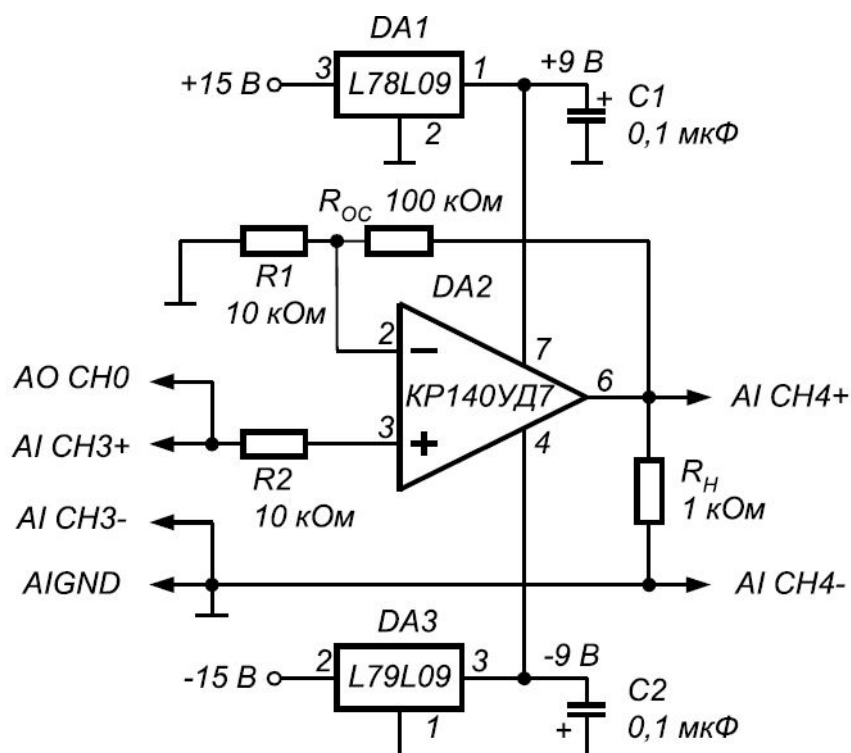 DA1
+15 В 3 L78L09 1 +9 В
2
+ C1
0,1 мкФ
ROC 100 кОм
R1
10 кОм
DA2
2 − 7
AO CH0
КР140УД7 6 AI CH4+
AI CH3+ 3 + 4
R2
10 кОм
RH
1 кОм
AI CH3-
AIGND AI CH4-
DA3
-15 В 2 L79L09 3 -9 В
1
+ C2
0,1 мкФ